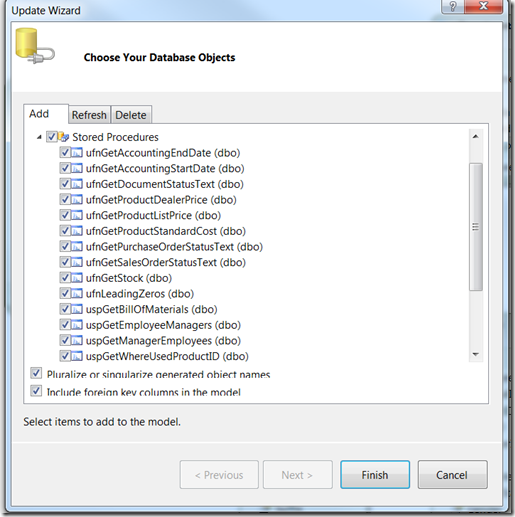 Update Wizard
?
Choose Your Database Objects
Add Refresh Delete
Stored Procedures
ufnGetAccountingEndDate (dbo)
ufnGetAccountingStartDate (dbo)
ufnGetDocumentStatusText (dbo)
ufnGetProductDealerPrice (dbo)
ufnGetProductListPrice (dbo)
ufnGetProductStandardCost (dbo)
ufnGetPurchaseOrderStatusText (dbo)
ufnGetSalesOrderStatusText (dbo)
ufnGetStock (dbo)
ufnLeadingZeros (dbo)
uspGetBillOfMaterials (dbo)
uspGetEmployeeManagers (dbo)
uspGetManagerEmployees (dbo)
uspGetWhereUsedProductID (dbo)
Pluralize or singularize generated object names
Include foreign key columns in the model
Select items to add to the model.
< Previous Next > Finish Cancel